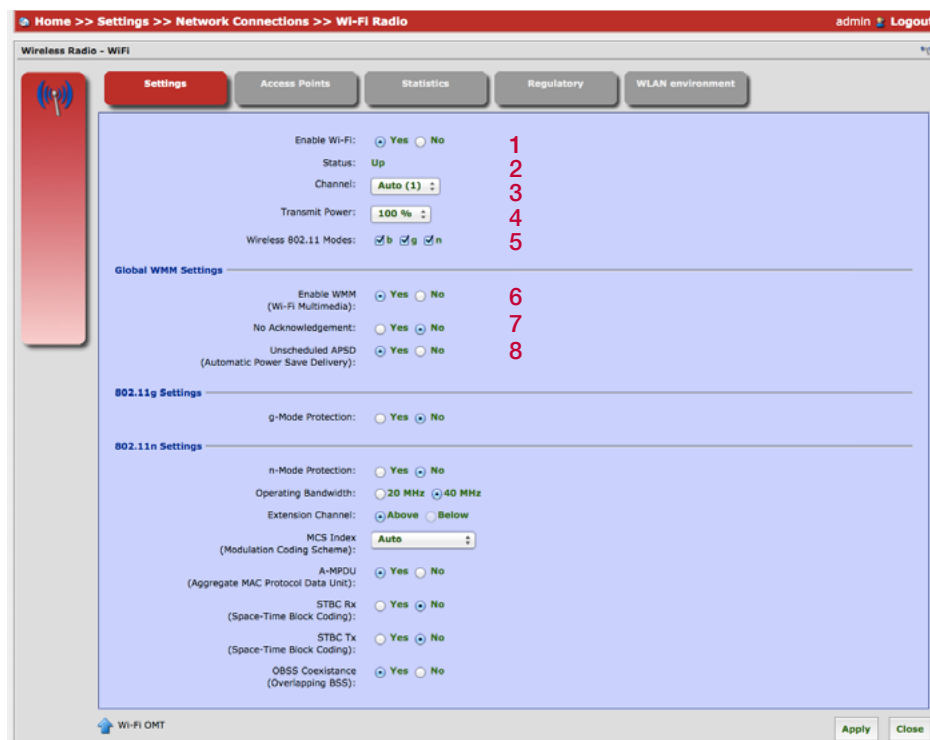 Home >> Settings >> Network Connections >> Wi-Fi Radio admin Logout
Wireless Radio - WiFi
Settings Access Points Statistics Regulatory WLAN environment
Enable Wi-Fi: Yes No 1
Status: Up 2
Channel: Auto (1) 3
Transmit Power: 100 % 4
Wireless 802.11 Modes: b g n 5
Global WMM Settings
Enable WMM Yes No 6
(Wi-Fi Multimedia):
No Acknowledgement: Yes No 7
Unscheduled APSD Yes No 8
(Automatic Power Save Delivery):
802.11g Settings
g-Mode Protection: Yes No
802.11n Settings
n-Mode Protection: Yes No
Operating Bandwidth: 20 MHz 40 MHz
Extension Channel: Above Below
MCS Index Auto
(Modulation Coding Scheme):
A-MPDU Yes No
(Aggregate MAC Protocol Data Unit):
STBC Rx Yes No
(Space-Time Block Coding):
STBC Tx Yes No
(Space-Time Block Coding):
OBSS Coexistance Yes No
(Overlapping BSS):
Wi-Fi OMT Apply Close